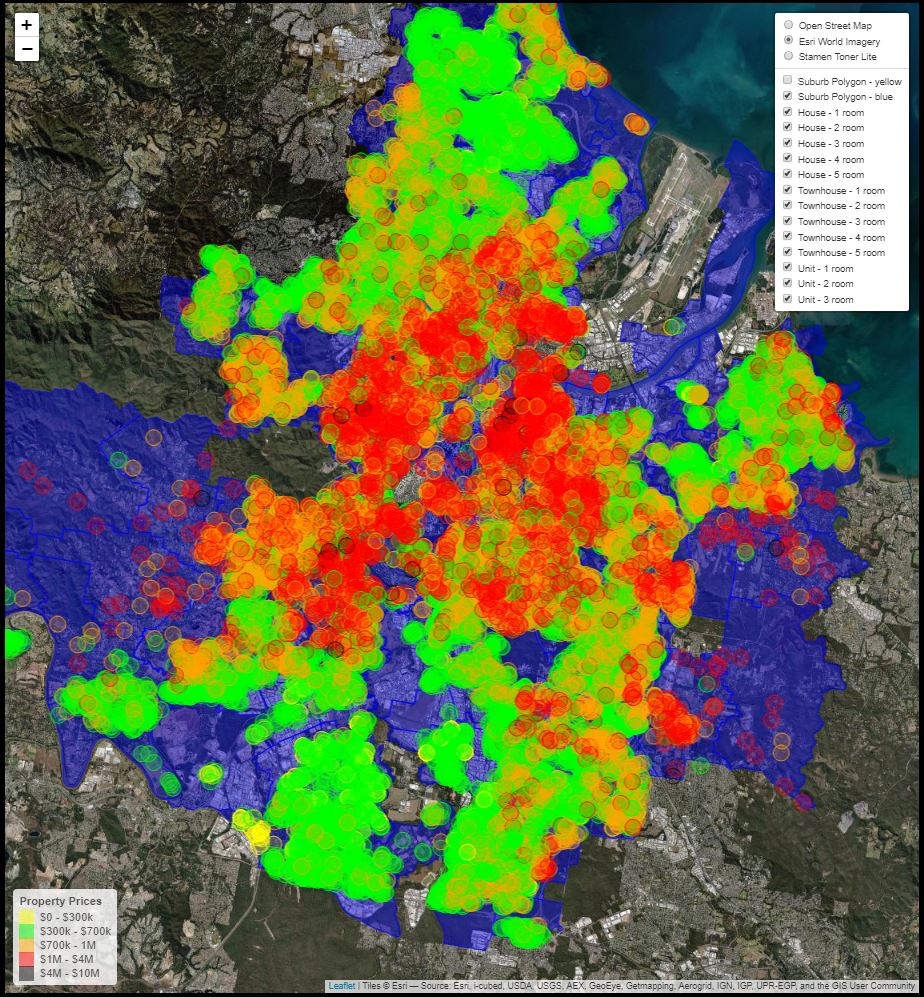 +
−
Open Street Map
Esri World Imagery
Stamen Toner Lite
Suburb Polygon - yellow
Suburb Polygon - blue
House - 1 room
House - 2 room
House - 3 room
House - 4 room
House - 5 room
Townhouse - 1 room
Townhouse - 2 room
Townhouse - 3 room
Townhouse - 4 room
Townhouse - 5 room
Unit - 1 room
Unit - 2 room
Unit - 3 room
Property Prices
$0 - $300k
$300k - $700k
$700k - 1M
$1M - $4M
$4M - $10M
Leaflet | Tiles © Esri — Source: Esri, i-cubed, USDA, USGS, AEX, GeoEye, Getmapping, Aerogrid, IGN, IGP, UPR-EGP, and the GIS User Community